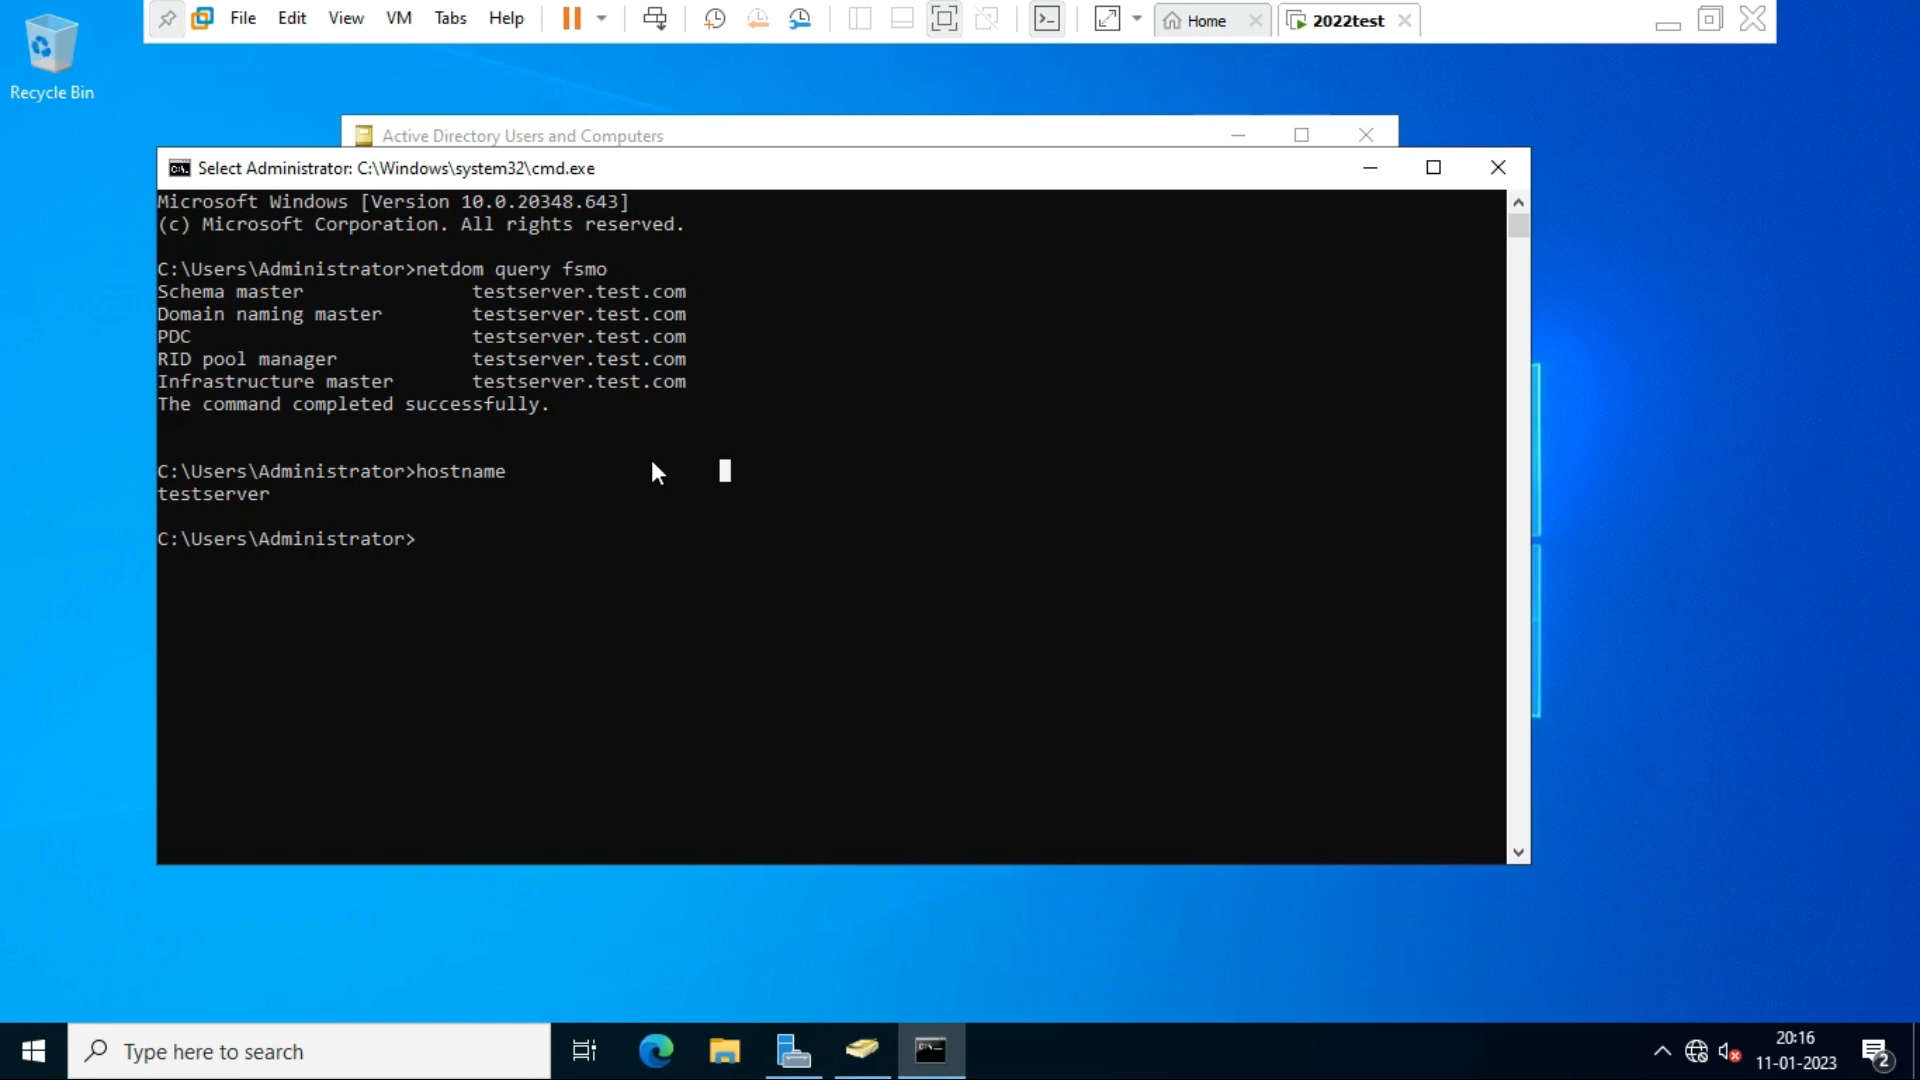 File Edit View VM Tabs Help Home 2022test
Recycle Bin
Active Directory Users and Computers
Select Administrator: C:\Windows\system32\cmd.exe
Microsoft Windows [Version 10.0.20348.643]
(c) Microsoft Corporation. All rights reserved.
C:\Users\Administrator>netdom query fsmo
Schema master testserver.test.com
Domain naming master testserver.test.com
PDC testserver.test.com
RID pool manager testserver.test.com
Infrastructure master testserver.test.com
The command completed successfully.
C:\Users\Administrator>hostname
testserver
C:\Users\Administrator>
Type here to search
20:16
11-01-2023
2